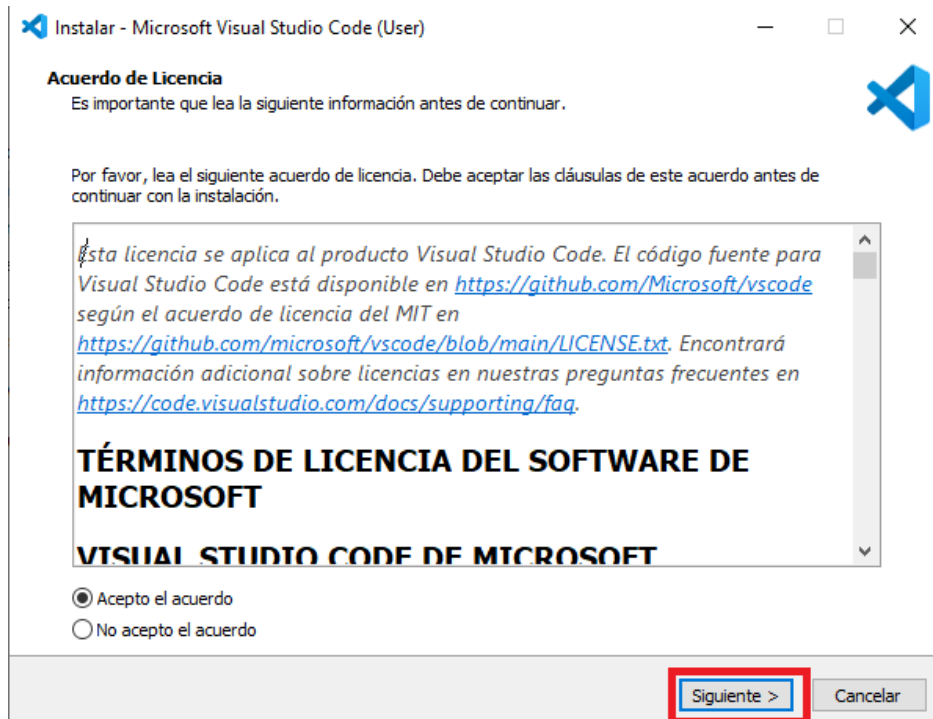 Instalar - Microsoft Visual Studio Code (User)
Acuerdo de Licencia
Es importante que lea la siguiente información antes de continuar.
Por favor, lea el siguiente acuerdo de licencia. Debe aceptar las cláusulas de este acuerdo antes de
continuar con la instalación.
Esta licencia se aplica al producto Visual Studio Code. El código fuente para
Visual Studio Code está disponible en https://github.com/Microsoft/vscode
según el acuerdo de licencia del MIT en
https://github.com/microsoft/vscode/blob/main/LICENSE.txt. Encontrará
información adicional sobre licencias en nuestras preguntas frecuentes en
https://code.visualstudio.com/docs/supporting/faq.
TÉRMINOS DE LICENCIA DEL SOFTWARE DE
MICROSOFT
VISUAL STUDIO CODE DE MICROSOFT
Acepto el acuerdo
No acepto el acuerdo
Siguiente >
Cancelar